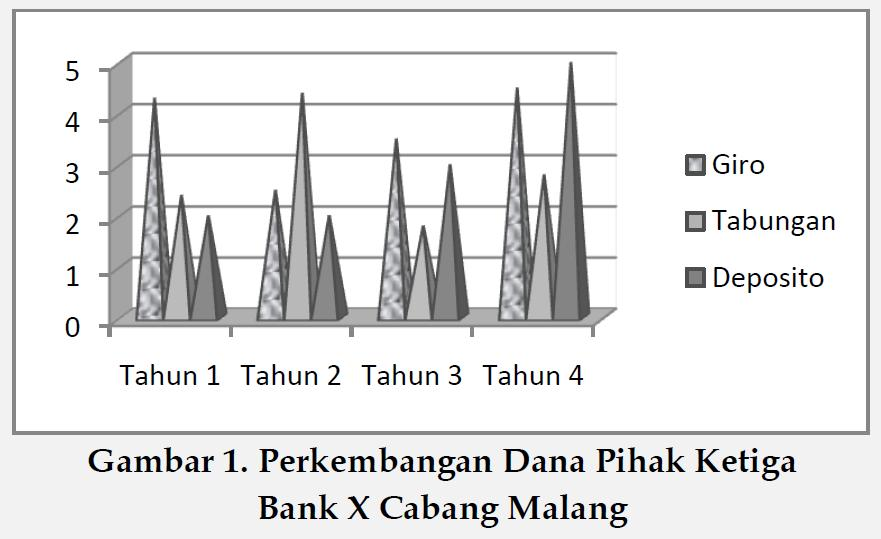 5
4
3
2
1
0
Tahun 1 Tahun 2 Tahun 3 Tahun 4
Giro
Tabungan
Deposito
Gambar 1. Perkembangan Dana Pihak Ketiga
Bank X Cabang Malang